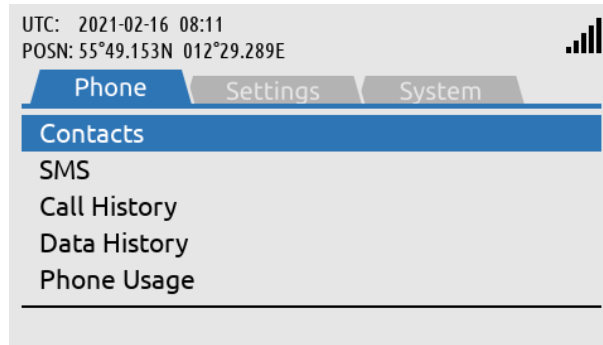 UTC: 2021-02-16 08:11
POSN: 55°49.153N 012°29.289E
Phone Settings System
Contacts
SMS
Call History
Data History
Phone Usage